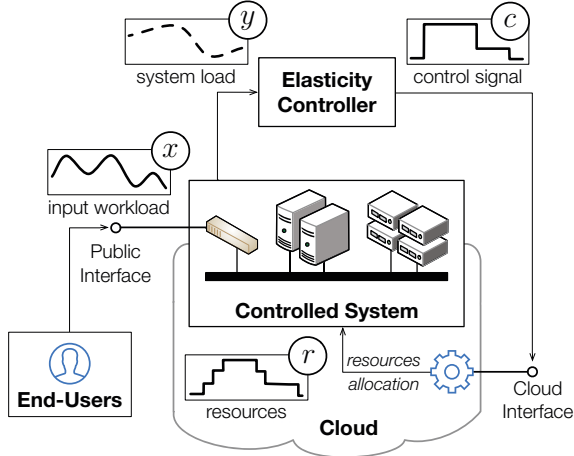 y
system load
c
control signal
Elasticity
Controller
x
input workload
Public
Interface
Controlled System
End-Users
r
resources
resources
allocation
Cloud
Cloud
Interface